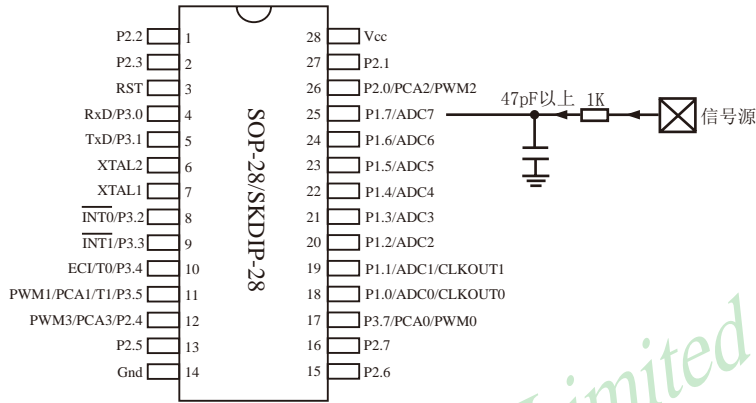 P2.2 1 28 Vcc
P2.3 2 27 P2.1
RST 3 26 P2.0/PCA2/PWM2
RxD/P3.0 4 25 P1.7/ADC7
TxD/P3.1 5 24 P1.6/ADC6
XTAL2 6 23 P1.5/ADC5
XTAL1 7 22 P1.4/ADC4
INT0/P3.2 8 21 P1.3/ADC3
INT1/P3.3 9 20 P1.2/ADC2
ECI/T0/P3.4 10 19 P1.1/ADC1/CLKOUT1
PWM1/PCA1/T1/P3.5 11 18 P1.0/ADC0/CLKOUT0
PWM3/PCA3/P2.4 12 17 P3.7/PCA0/PWM0
P2.5 13 16 P2.7
Gnd 14 15 P2.6
SOP-28/SKDIP-28
47pF以上 1K
信号源
Limited